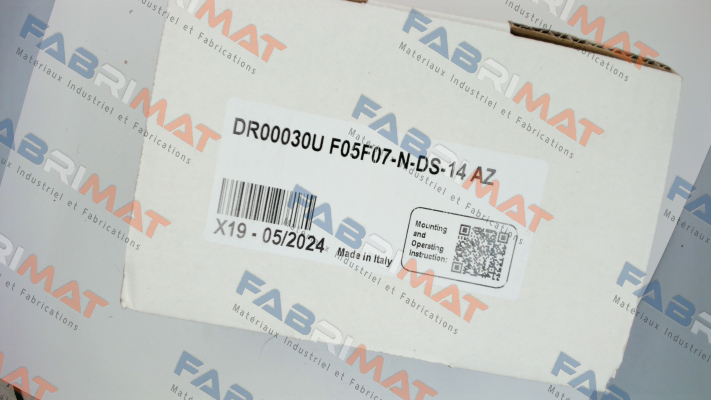 DR00030U F05F07-N-DS-14 AZ
X19 - 05/2024
Made in Italy
Mounting
and
Operating
Instruction:
FABRIMAT
Matériaux Industriel et Fabrications